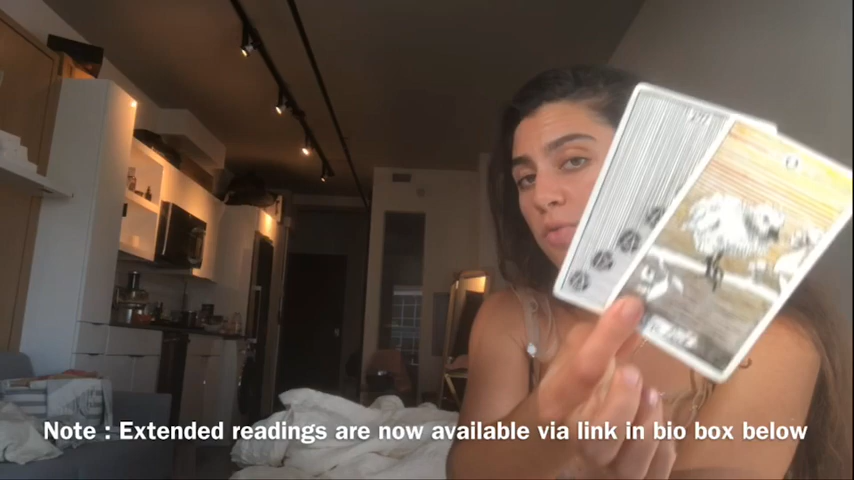 Note : Extended readings are now available via link in bio box below